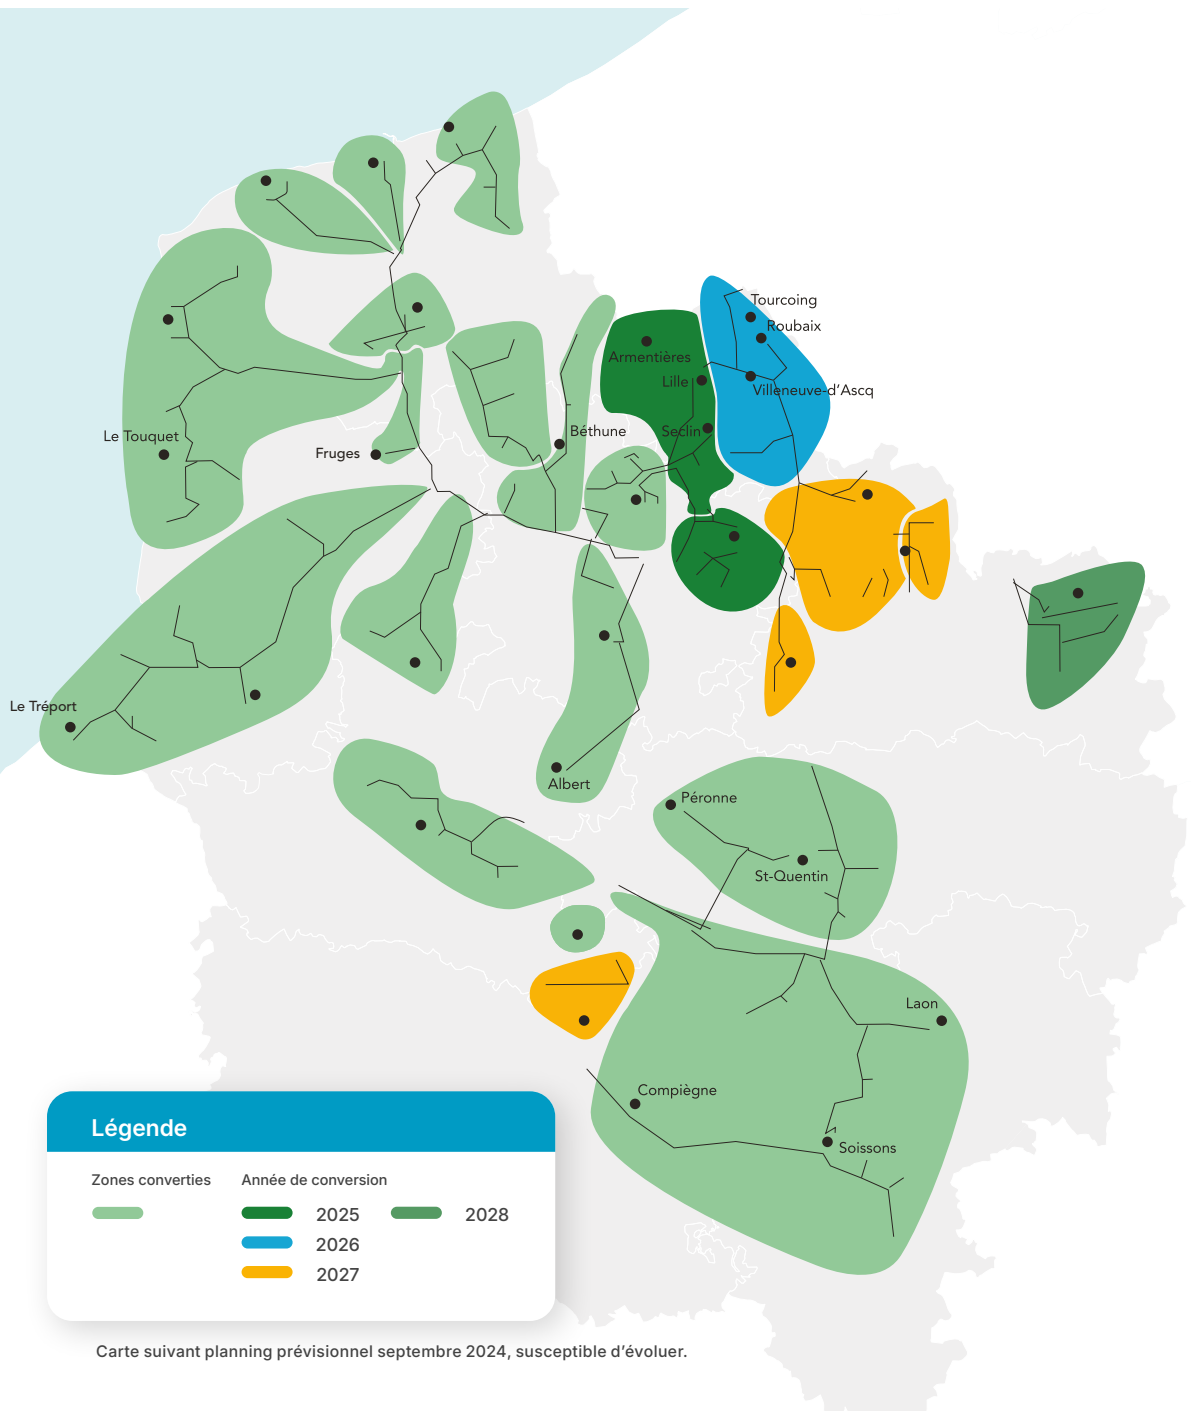 Tourcoing
Roubaix
Armentières
Lille
Villeneuve-d’Ascq
Le Touquet
Béthune
Seclin
Fruges
Le Tréport
Albert
Péronne
St-Quentin
Laon
Compiègne
Soissons
Légende
Zones converties
Année de conversion
2025
2028
2026
2027
Carte suivant planning prévisionnel septembre 2024, susceptible d’évoluer.